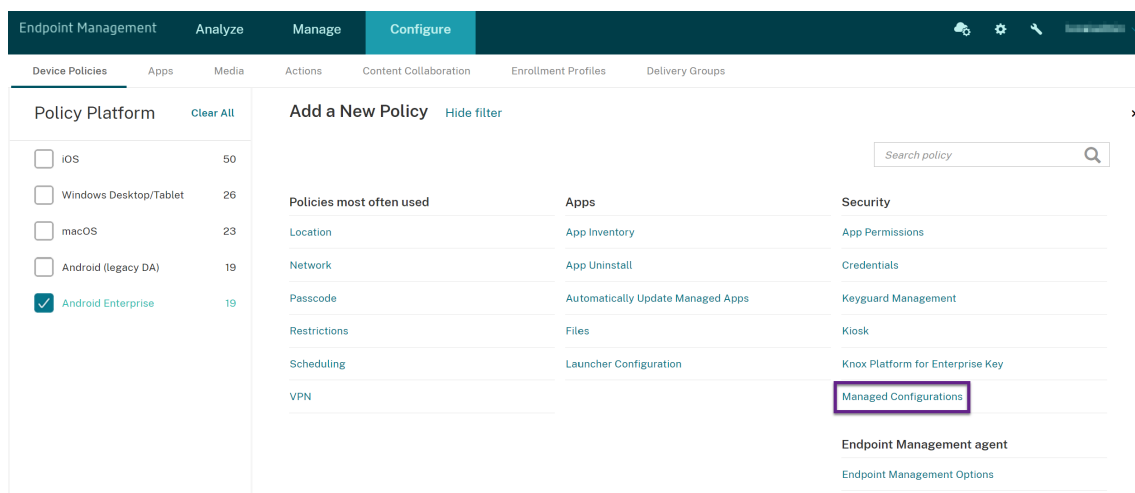 Endpoint Management Analyze Manage Configure
Device Policies Apps Media Actions Content Collaboration Enrollment Profiles Delivery Groups
Policy Platform Clear All
iOS 50
Windows Desktop/Tablet 26
macOS 23
Android (legacy DA) 19
Android Enterprise 19
Add a New Policy Hide filter
Search policy
Policies most often used
Location
Network
Passcode
Restrictions
Scheduling
VPN
Apps
App Inventory
App Uninstall
Automatically Update Managed Apps
Files
Launcher Configuration
Security
App Permissions
Credentials
Keyguard Management
Kiosk
Knox Platform for Enterprise Key
Managed Configurations
Endpoint Management agent
Endpoint Management Options